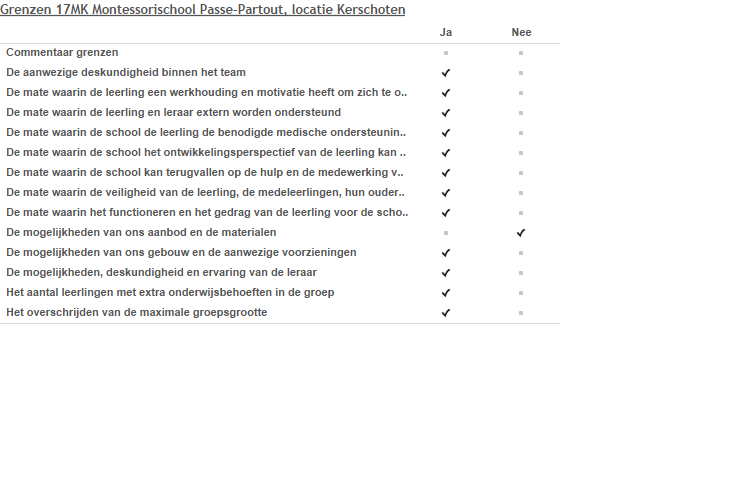 Grenzen 17MK Montessorischool Passe-Partout, locatie Kerschoten
Ja Nee
Commentaar grenzen
De aanwezige deskundigheid binnen het team
De mate waarin de leerling een werkhouding en motivatie heeft om zich te o..
De mate waarin de leerling en leraar extern worden ondersteund
De mate waarin de school de leerling de benodigde medische ondersteunin..
De mate waarin de school het ontwikkelingsperspectief van de leerling kan ..
De mate waarin de school kan terugvallen op de hulp en de medewerking v..
De mate waarin de veiligheid van de leerling, de medeleerlingen, hun ouder..
De mate waarin het functioneren en het gedrag van de leerling voor de scho..
De mogelijkheden van ons aanbod en de materialen
De mogelijkheden van ons gebouw en de aanwezige voorzieningen
De mogelijkheden, deskundigheid en ervaring van de leraar
Het aantal leerlingen met extra onderwijsbehoeften in de groep
Het overschrijden van de maximale groepsgrootte